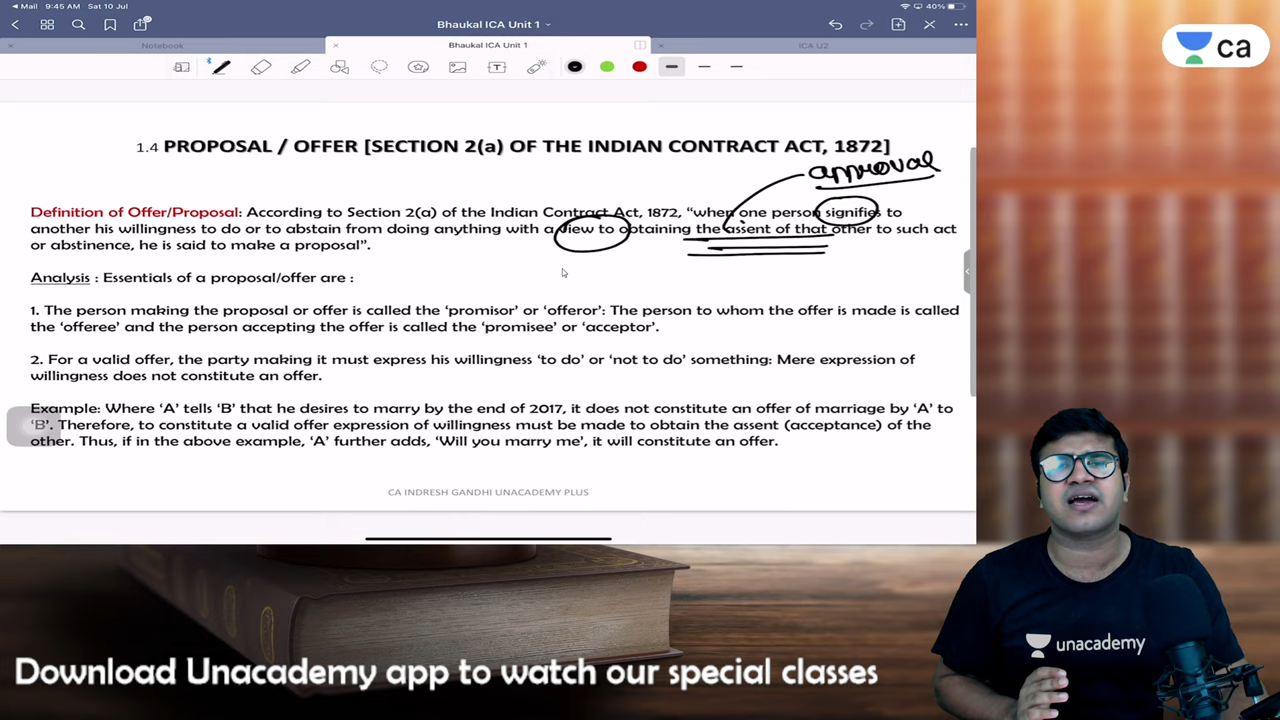 Mail 9:45 AM Sat 10 Jul 40%
Bhaukal ICA Unit 1
Notebook Bhaukal ICA Unit 1 ICA U2
ca
1.4 PROPOSAL / OFFER [SECTION 2(a) OF THE INDIAN CONTRACT ACT, 1872]
approval
Definition of Offer/Proposal: According to Section 2(a) of the Indian Contract Act, 1872, “when one person signifies to
another his willingness to do or to abstain from doing anything with a view to obtaining the assent of that other to such act
or abstinence, he is said to make a proposal”.
Analysis : Essentials of a proposal/offer are :
1. The person making the proposal or offer is called the ‘promisor’ or ‘offeror’: The person to whom the offer is made is called
the ‘offeree’ and the person accepting the offer is called the ‘promisee’ or ‘acceptor’.
2. For a valid offer, the party making it must express his willingness ‘to do’ or ‘not to do’ something: Mere expression of
willingness does not constitute an offer.
Example: Where ‘A’ tells ‘B’ that he desires to marry by the end of 2017, it does not constitute an offer of marriage by ‘A’ to
‘B’. Therefore, to constitute a valid offer expression of willingness must be made to obtain the assent (acceptance) of the
other. Thus, if in the above example, ‘A’ further adds, ‘Will you marry me’, it will constitute an offer.
CA INDRESH GANDHI UNACADEMY PLUS
unacademy
Download Unacademy app to watch our special classes